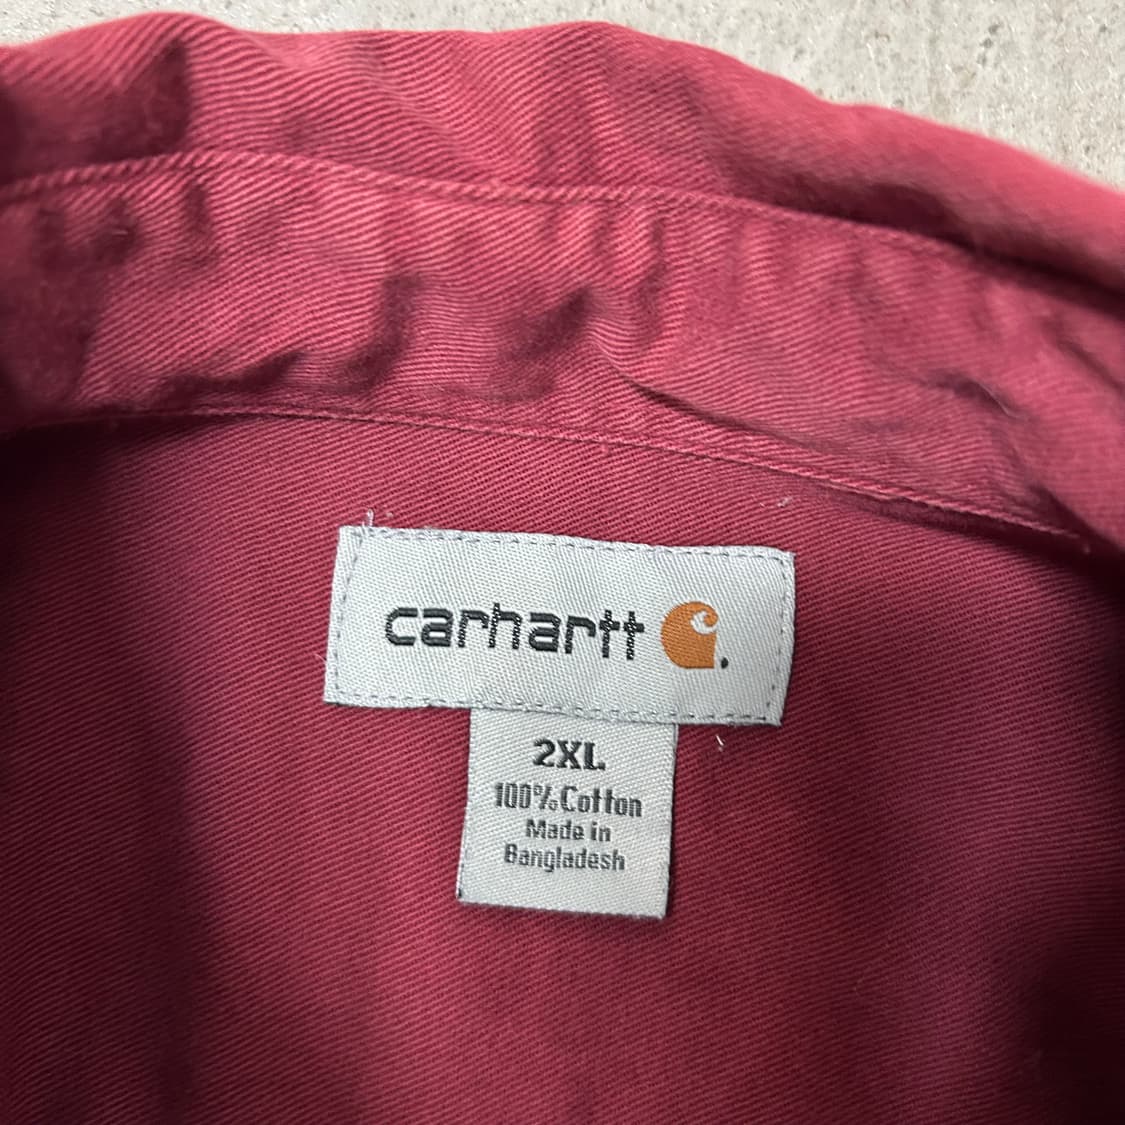 carhartt
2XL
100% Cotton
Made in
Bangladesh